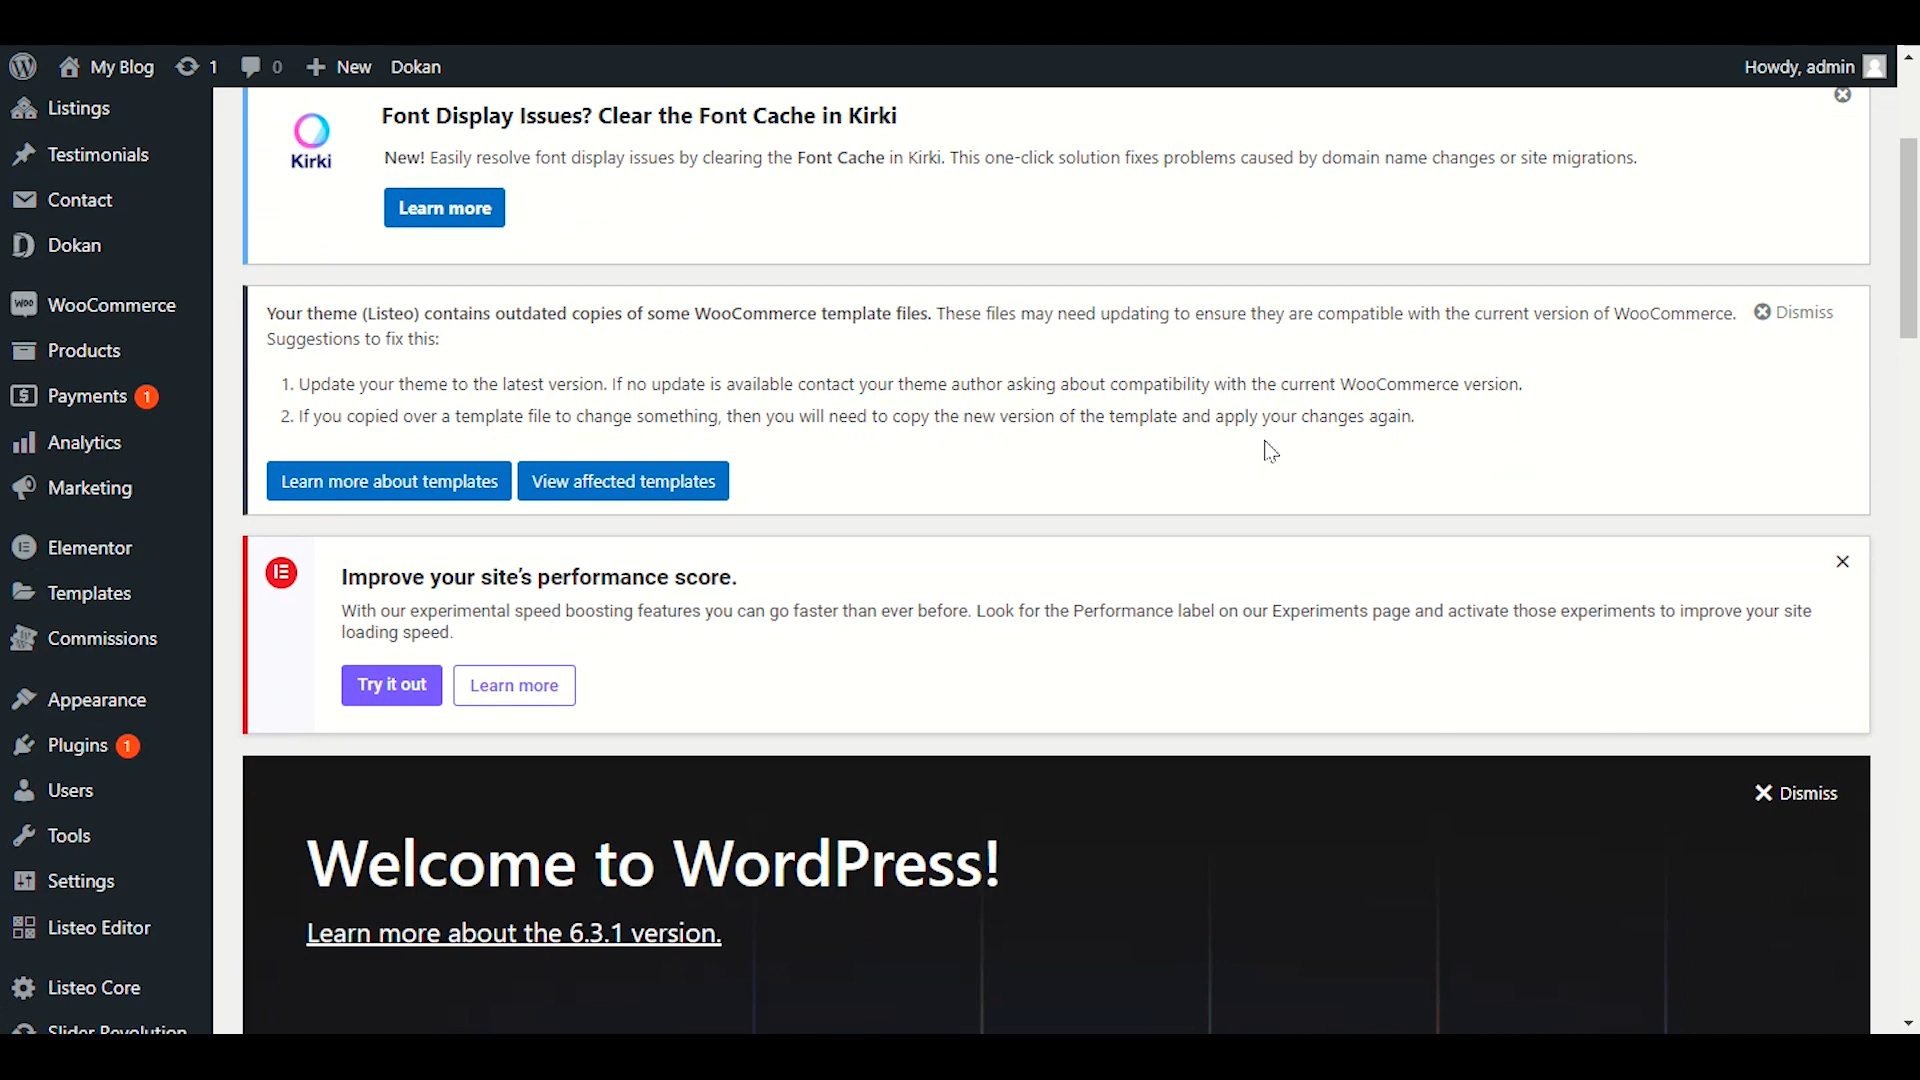 My Blog 1 0 New Dokan Howdy, admin
Listings
Testimonials
Contact
Dokan
WooCommerce
Products
Payments 1
Analytics
Marketing
Elementor
Templates
Commissions
Appearance
Plugins 1
Users
Tools
Settings
Listeo Editor
Listeo Core
Slider Revolution
Kirki
Font Display Issues? Clear the Font Cache in Kirki
New! Easily resolve font display issues by clearing the Font Cache in Kirki. This one-click solution fixes problems caused by domain name changes or site migrations.
Learn more
Your theme (Listeo) contains outdated copies of some WooCommerce template files. These files may need updating to ensure they are compatible with the current version of WooCommerce. Dismiss
Suggestions to fix this:
1. Update your theme to the latest version. If no update is available contact your theme author asking about compatibility with the current WooCommerce version.
2. If you copied over a template file to change something, then you will need to copy the new version of the template and apply your changes again.
Learn more about templates View affected templates
Improve your site's performance score.
With our experimental speed boosting features you can go faster than ever before. Look for the Performance label on our Experiments page and activate those experiments to improve your site
loading speed.
Try it out Learn more
Dismiss
Welcome to WordPress!
Learn more about the 6.3.1 version.